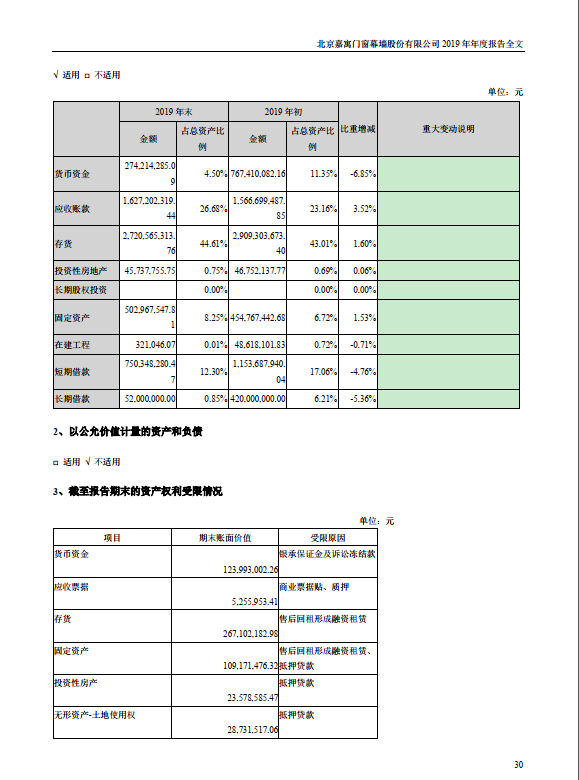 北京嘉寓门窗幕墙股份有限公司 2019 年年度报告全文
√ 适用 □ 不适用
单位：元
2019 年末 2019 年初 比重增减 重大变动说明
金额 占总资产比例 金额 占总资产比例
货币资金 274,214,285.09 4.50% 767,410,082.16 11.35% -6.85%
应收账款 1,627,202,319.44 26.68% 1,566,699,487.85 23.16% 3.52%
存货 2,720,565,313.76 44.61% 2,909,303,673.40 43.01% 1.60%
投资性房地产 45,737,755.75 0.75% 46,752,137.77 0.69% 0.06%
长期股权投资 0.00% 0.00% 0.00%
固定资产 502,967,547.81 8.25% 454,767,442.68 6.72% 1.53%
在建工程 321,046.07 0.01% 48,618,101.83 0.72% -0.71%
短期借款 750,348,280.47 12.30% 1,153,687,940.04 17.06% -4.76%
长期借款 52,000,000.00 0.85% 420,000,000.00 6.21% -5.36%
2、以公允价值计量的资产和负债
□ 适用 √ 不适用
3、截至报告期末的资产权利受限情况
单位：元
项目 期末账面价值 受限原因
货币资金 123,993,002.26 银承保证金及诉讼冻结款
应收票据 5,255,953.41 商业票据贴、质押
存货 267,102,182.98 售后回租形成融资租赁
固定资产 109,171,476.32 售后回租形成融资租赁、抵押贷款
投资性房产 23,578,585.47 抵押贷款
无形资产-土地使用权 28,731,517.06 抵押贷款
30